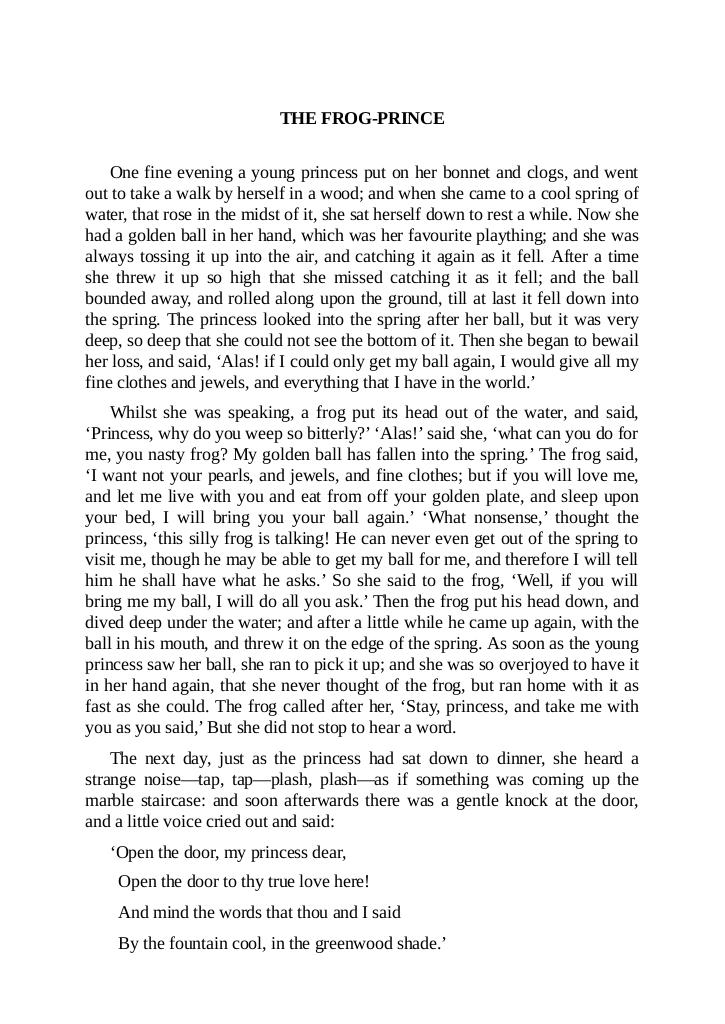 THE FROG-PRINCE
One fine evening a young princess put on her bonnet and clogs, and went
out to take a walk by herself in a wood; and when she came to a cool spring of
water, that rose in the midst of it, she sat herself down to rest a while. Now she
had a golden ball in her hand, which was her favourite plaything; and she was
always tossing it up into the air, and catching it again as it fell. After a time
she threw it up so high that she missed catching it as it fell; and the ball
bounded away, and rolled along upon the ground, till at last it fell down into
the spring. The princess looked into the spring after her ball, but it was very
deep, so deep that she could not see the bottom of it. Then she began to bewail
her loss, and said, ‘Alas! if I could only get my ball again, I would give all my
fine clothes and jewels, and everything that I have in the world.’
Whilst she was speaking, a frog put its head out of the water, and said,
‘Princess, why do you weep so bitterly?’ ‘Alas!’ said she, ‘what can you do for
me, you nasty frog? My golden ball has fallen into the spring.’ The frog said,
‘I want not your pearls, and jewels, and fine clothes; but if you will love me,
and let me live with you and eat from off your golden plate, and sleep upon
your bed, I will bring you your ball again.’ ‘What nonsense,’ thought the
princess, ‘this silly frog is talking! He can never even get out of the spring to
visit me, though he may be able to get my ball for me, and therefore I will tell
him he shall have what he asks.’ So she said to the frog, ‘Well, if you will
bring me my ball, I will do all you ask.’ Then the frog put his head down, and
dived deep under the water; and after a little while he came up again, with the
ball in his mouth, and threw it on the edge of the spring. As soon as the young
princess saw her ball, she ran to pick it up; and she was so overjoyed to have it
in her hand again, that she never thought of the frog, but ran home with it as
fast as she could. The frog called after her, ‘Stay, princess, and take me with
you as you said,’ But she did not stop to hear a word.
The next day, just as the princess had sat down to dinner, she heard a
strange noise—tap, tap—plash, plash—as if something was coming up the
marble staircase: and soon afterwards there was a gentle knock at the door,
and a little voice cried out and said:
‘Open the door, my princess dear,
Open the door to thy true love here!
And mind the words that thou and I said
By the fountain cool, in the greenwood shade.’